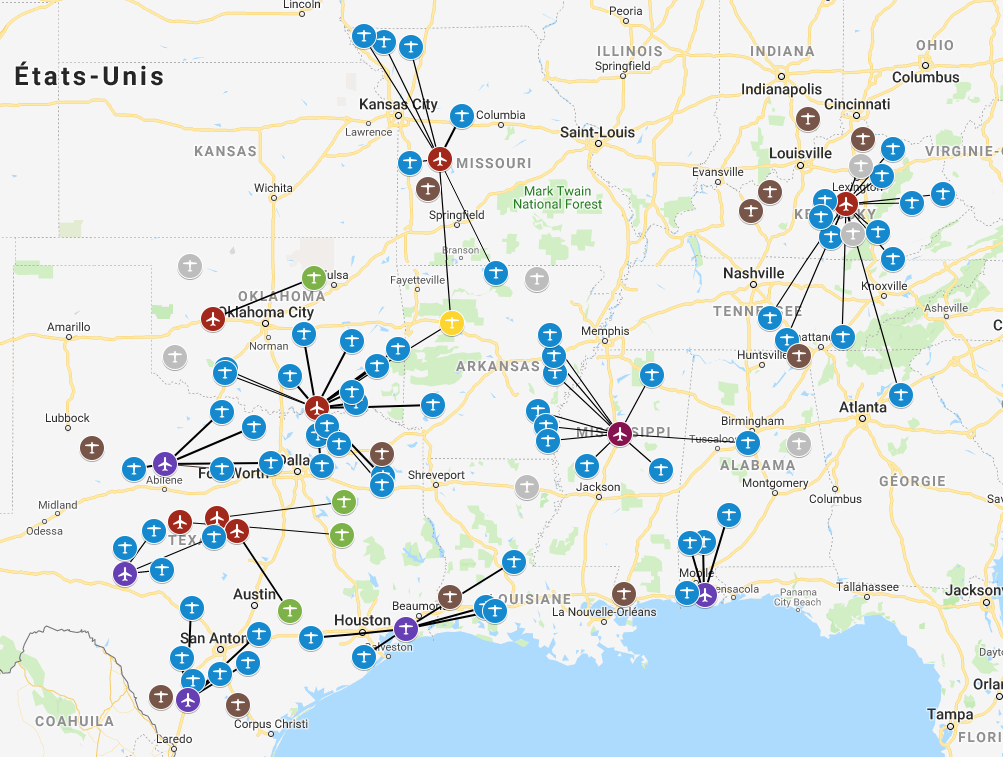 Lincoln
Peoria
ILLINOIS
INDIANA
OHIO
Springfield
États-Unis
Columbus
Indianapolis
Kansas City
Cincinnati
Columbia
Lawrence
Saint-Louis
KANSAS
MISSOURI
Louisville
VIRGINIE-O
Evansville
Wichita
Mark Twain
National Forest
Lexington
Springfield
Branson
Nashville
Fayetteville
Knoxville
OKLAHOMA
Oklahoma City
TENNESSEE
Asheville
Amarillo
Memphis
Norman
Huntsville
ARKANSAS
C
Lubbock
Atlanta
Birmingham
MISSISSIPPI
Tuscaloosa
Dallas
ALABAMA
Abilene
Fort Worth
Shreveport
GÉORGIE
Jackson
Montgomery
Midland
Columbus
Sav
Odessa
TEXAS
Mobile
Pensacola
Tallahassee
Jacksonv
Panama
City Beach
Austin
Beaumont
LOUISIANE
La Nouvelle-Orléans
Houston
San Antonio
Galveston
Dayto
Orlan
COAHUILA
Corpus Christi
Tampa
Laredo
FLORI